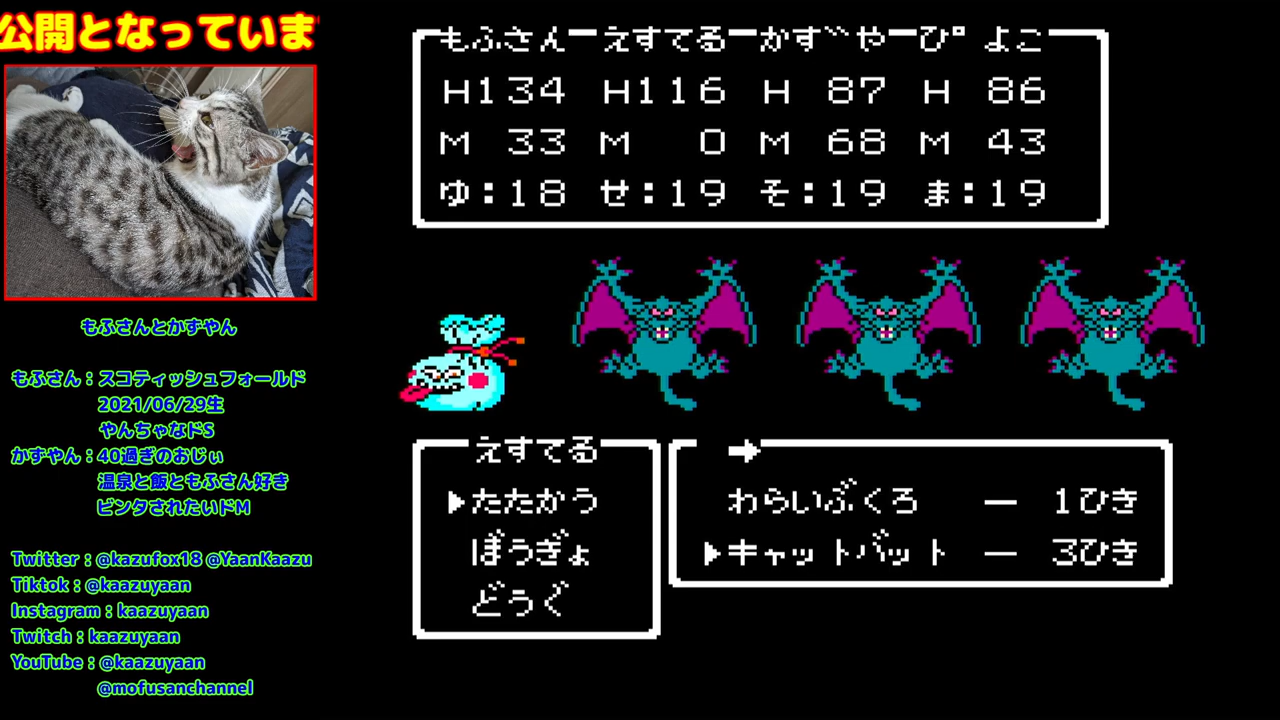 公開となっていま
もふさんとかずやん
もふさん：スコティッシュフォールド
2021/06/29生
やんちゃなドS
かずやん：40過ぎのおじぃ
温泉と飯ともふさん好き
ビンタされたいドM
Twitter：@kazufox18 @YaanKaazu
Tiktok：@kaazuyaan
Instagram：kaazuyaan
Twitch：kaazuyaan
YouTube：@kaazuyaan
@mofusanchannel
もふさん えすてる かずや ぴよこ
H134 H116 H 87 H 86
M 33 M 0 M 68 M 43
ゆ:18 せ:19 そ:19 ま:19
えすてる
▶たたかう
ぼうぎょ
どうぐ
➡
わらいぶくろ ー 1ひき
▶キャットバット ー 3ひき